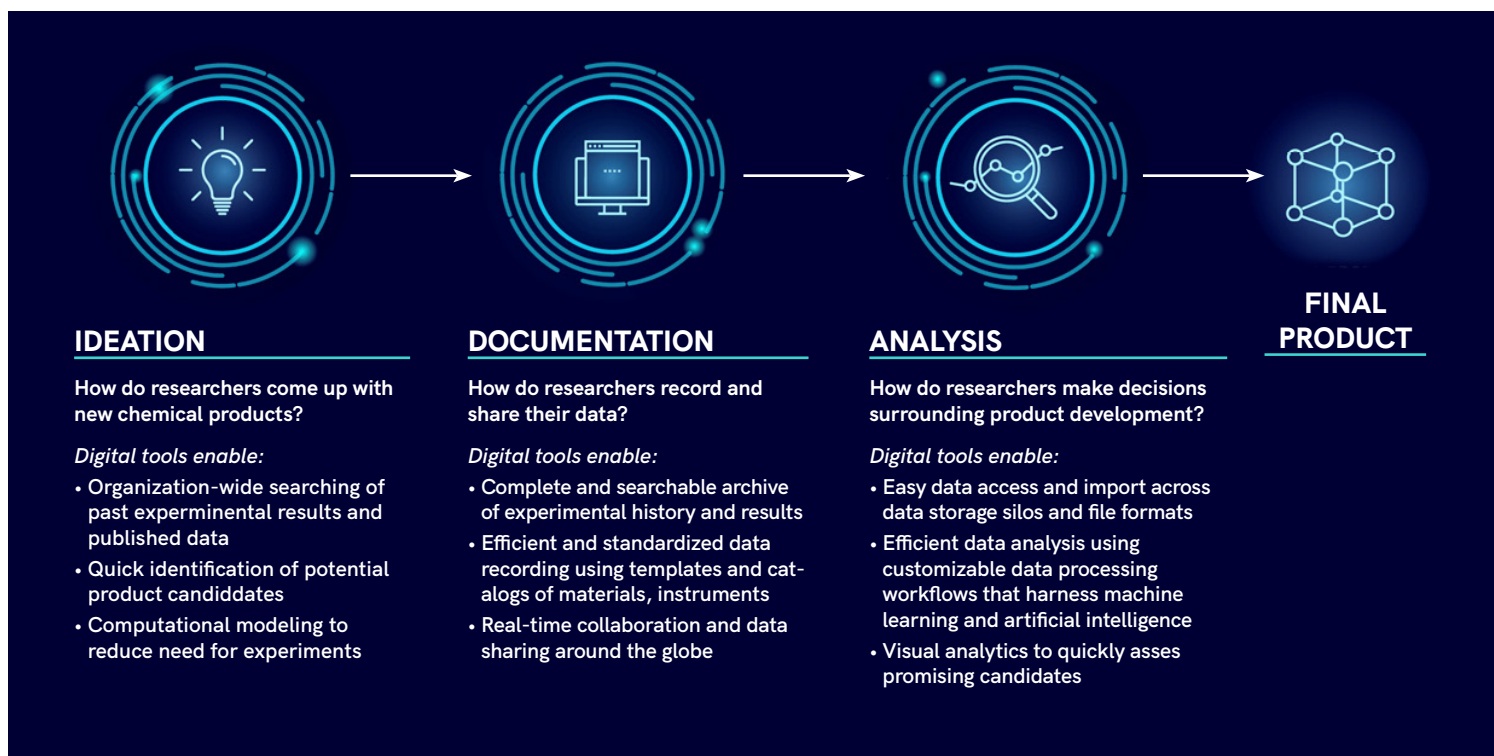 IDEATION
How do researchers come up with
new chemical products?
Digital tools enable:
• Organization-wide searching of
past experminental results and
published data
• Quick identification of potential
product candiddates
• Computational modeling to
reduce need for experiments
DOCUMENTATION
How do researchers record and
share their data?
Digital tools enable:
• Complete and searchable archive
of experimental history and results
• Efficient and standardized data
recording using templates and cat-
alogs of materials, instruments
• Real-time collaboration and data
sharing around the globe
ANALYSIS
How do researchers make decisions
surrounding product development?
Digital tools enable:
• Easy data access and import across
data storage silos and file formats
• Efficient data analysis using
customizable data processing
workflows that harness machine
learning and artificial intelligence
• Visual analytics to quickly asses
promising candidates
FINAL
PRODUCT